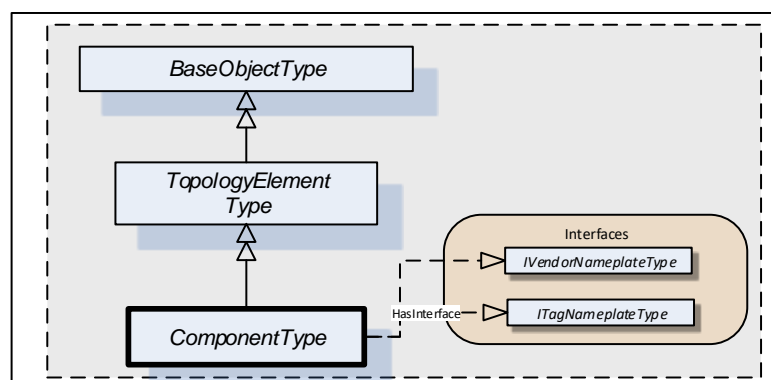 BaseObjectType
TopologyElement
Type
Interfaces
IVendorNameplateType
HasInterface
ITagNameplateType
ComponentType